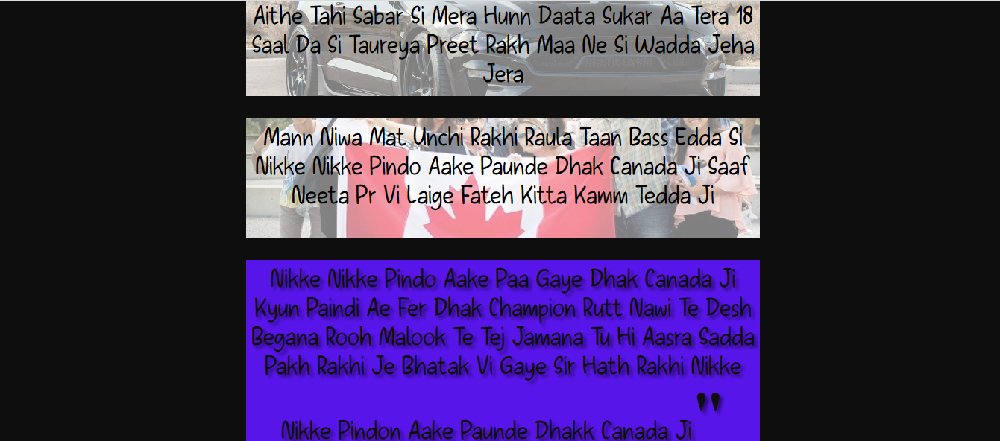 Aithe Tahi Sabar Si Mera Hunn Daata Sukar Aa Tera 18
Saal Da Si Taureya Preet Rakh Maa Ne Si Wadda Jeha
Jera
Mann Niwa Mat Unchi Rakhi Raula Taan Bass Edda Si
Nikke Nikke Pindo Aake Paunde Dhak Canada Ji Saaf
Neeta Pr Vi Laige Fateh Kitta Kamm Tedda Ji
Nikke Nikke Pindo Aake Paa Gaye Dhak Canada Ji
Kyun Paindi Ae Fer Dhak Champion Rutt Nawi Te Desh
Begana Rooh Malook Te Tej Jamana Tu Hi Aasra Sadda
Pakh Rakhi Je Bhatak Vi Gaye Sir Hath Rakhi Nikke
Nikke Pindon Aake Paunde Dhakk Canada Ji "